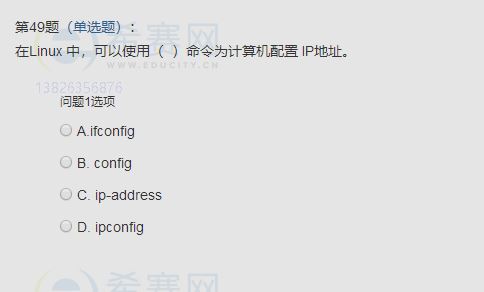 第49题（单选题）：
在Linux 中，可以使用（ ）命令为计算机配置 IP地址。
希赛网
WWW.EDUCITY.CN
13826356876
问题1选项
A.ifconfig
B. config
C. ip-address
D. ipconfig
希赛网